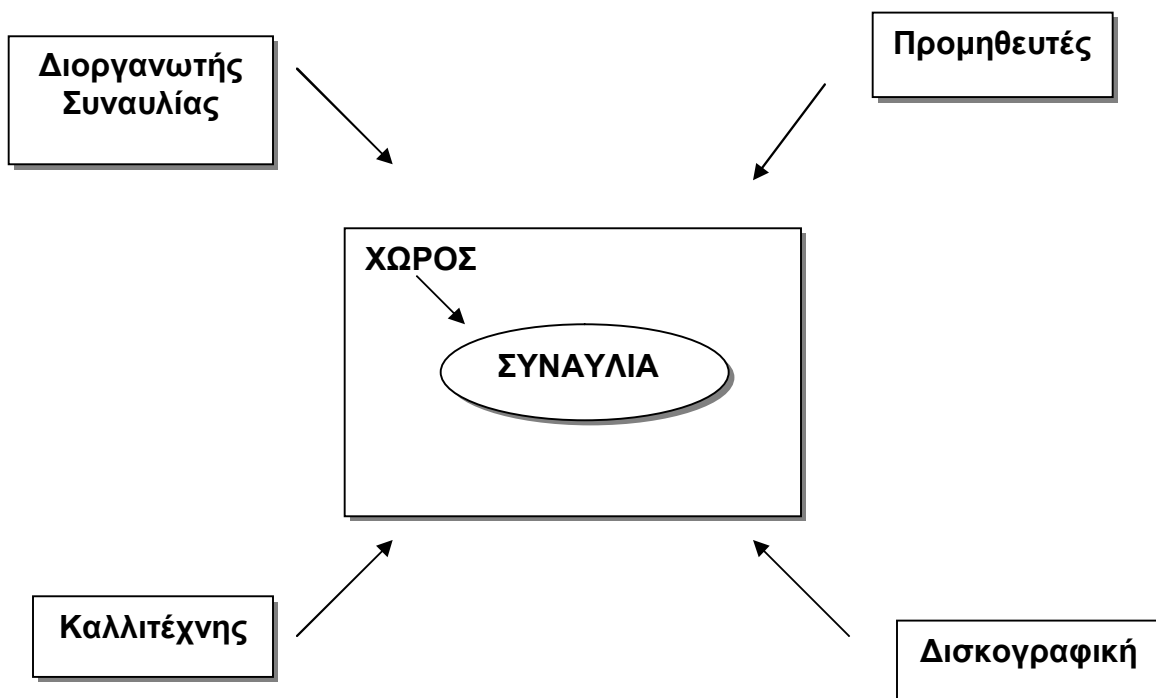 Διοργανωτής
Συναυλίας
Προμηθευτές
ΧΩΡΟΣ
ΣΥΝΑΥΛΙΑ
Καλλιτέχνης
Δισκογραφική